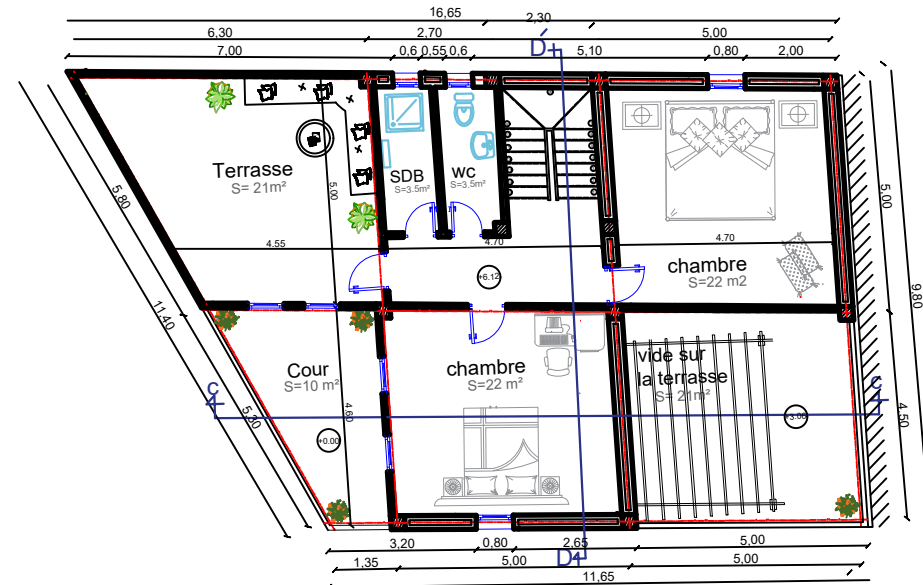 16,65
2,30
6,30
2.70
5,00
7,00
0,6 0,55 0,6
D
5,10
0,80
2,00
Terrasse
S= 21m²
SDB
S=3.5m²
WC
S=3.5m²
5.00
5,00
5.80
4.55
4.70
4.70
chambre
S=22 m2
+6.12
9,80
11.40
Cour
S=10 m²
chambre
S=22 m²
vide sur
la terrasse
S= 21m²
C
C
5.30
4.60
+0.00
+3.06
4,50
3,20
0,80
2,65
5,00
D
1.35
5,00
5,00
11,65